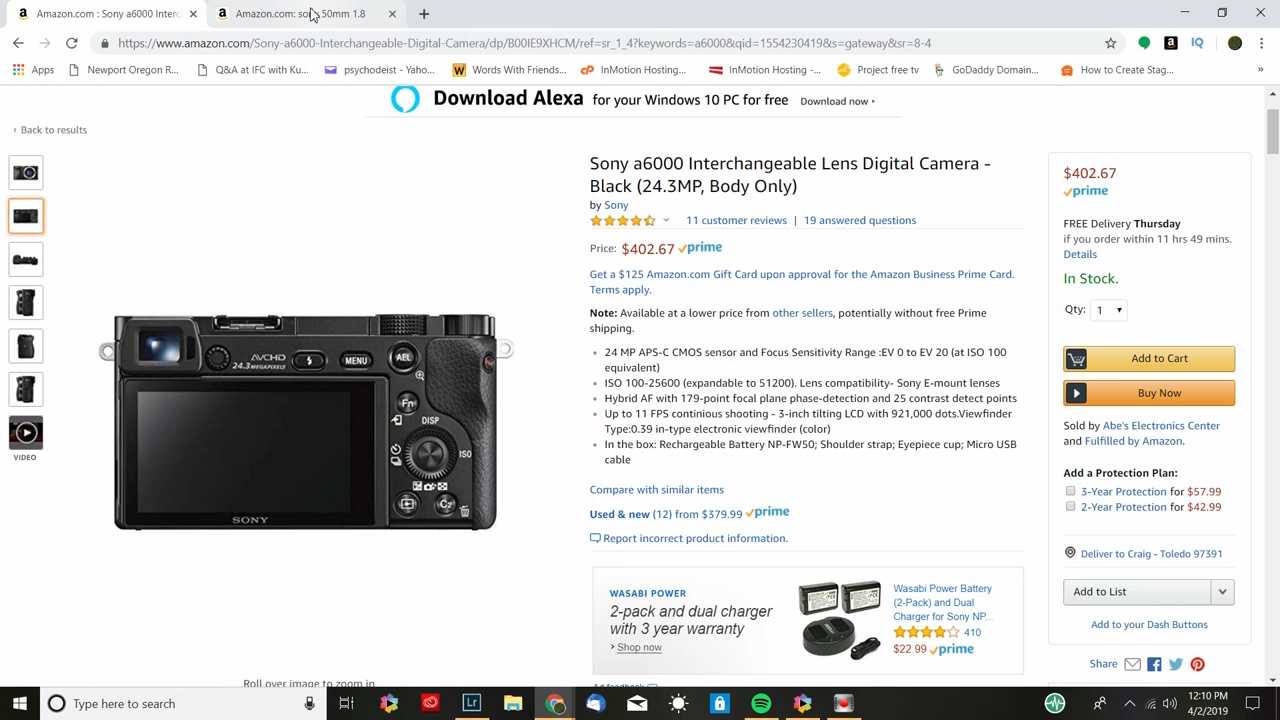 Amazon.com : Sony a6000 Interc
Amazon.com: sony 50mm 1.8
https://www.amazon.com/Sony-a6000-Interchangeable-Digital-Camera/dp/B00IE9XHCM/ref=sr_1_4?keywords=a6000&qid=1554230419&s=gateway&sr=8-4
Apps
Newport Oregon R...
Q&A at IFC with Ku...
psychodeist - Yaho...
Words With Friends...
InMotion Hosting...
InMotion Hosting -...
Project free tv
GoDaddy Domain...
How to Create Stag...
Download Alexa for your Windows 10 PC for free Download now
‹ Back to results
VIDEO
AVCHD
24.3 MEGAPIXELS
MENU
AEL
Fn
DISP
ISO
C2
SONY
Roll over image to zoom in
Sony a6000 Interchangeable Lens Digital Camera -
Black (24.3MP, Body Only)
by Sony
11 customer reviews | 19 answered questions
Price: $402.67 prime
Get a $125 Amazon.com Gift Card upon approval for the Amazon Business Prime Card.
Terms apply.
Note: Available at a lower price from other sellers, potentially without free Prime
shipping.
24 MP APS-C CMOS sensor and Focus Sensitivity Range :EV 0 to EV 20 (at ISO 100
equivalent)
ISO 100-25600 (expandable to 51200). Lens compatibility- Sony E-mount lenses
Hybrid AF with 179-point focal plane phase-detection and 25 contrast detect points
Up to 11 FPS continious shooting - 3-inch tilting LCD with 921,000 dots.Viewfinder
Type:0.39 in-type electronic viewfinder (color)
In the box: Rechargeable Battery NP-FW50; Shoulder strap; Eyepiece cup; Micro USB
cable
Compare with similar items
Used & new (12) from $379.99 prime
Report incorrect product information.
WASABI POWER
2-pack and dual charger
with 3 year warranty
› Shop now
Wasabi Power Battery
(2-Pack) and Dual
Charger for Sony NP...
410
$22.99 prime
Ad feedback
$402.67
prime
FREE Delivery Thursday
if you order within 11 hrs 49 mins.
Details
In Stock.
Qty: 1
Add to Cart
Buy Now
Sold by Abe's Electronics Center
and Fulfilled by Amazon.
Add a Protection Plan:
3-Year Protection for $57.99
2-Year Protection for $42.99
Deliver to Craig - Toledo 97391
Add to List
Add to your Dash Buttons
Share
Type here to search
Lr
12:10 PM
4/2/2019